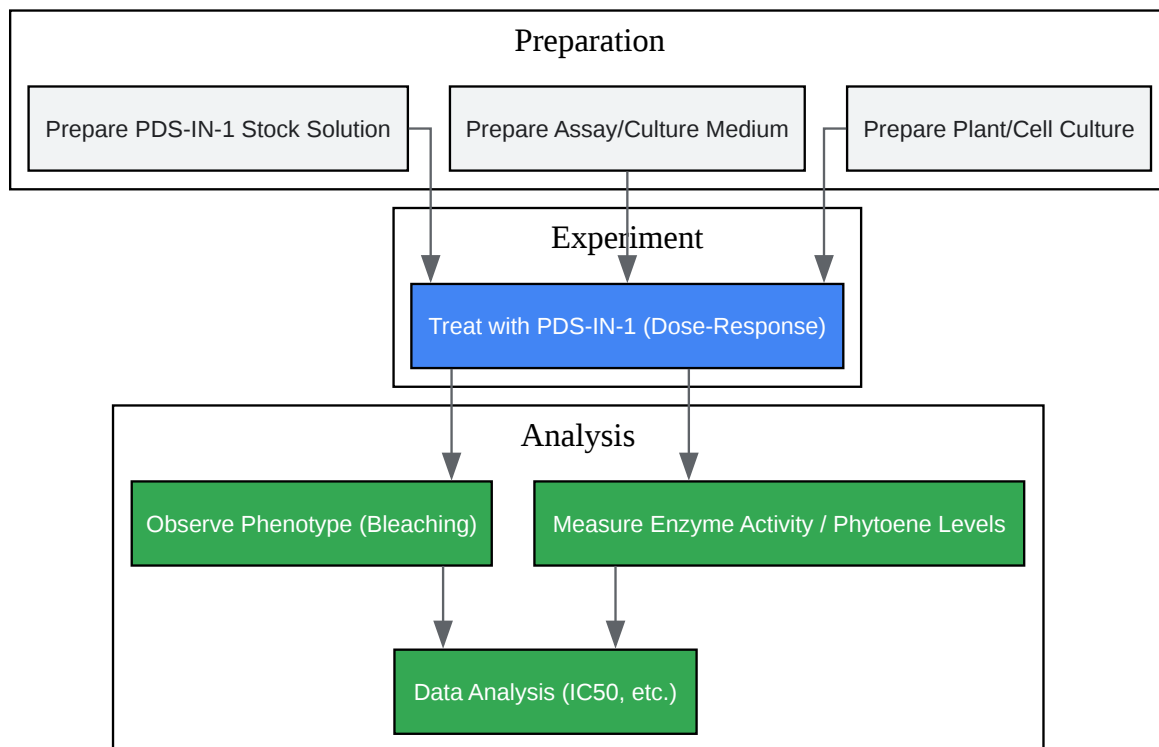 Preparation
Prepare PDS-IN-1 Stock Solution
Prepare Assay/Culture Medium
Prepare Plant/Cell Culture
Experiment
Treat with PDS-IN-1 (Dose-Response)
Analysis
Observe Phenotype (Bleaching)
Measure Enzyme Activity / Phytoene Levels
Data Analysis (IC50, etc.)